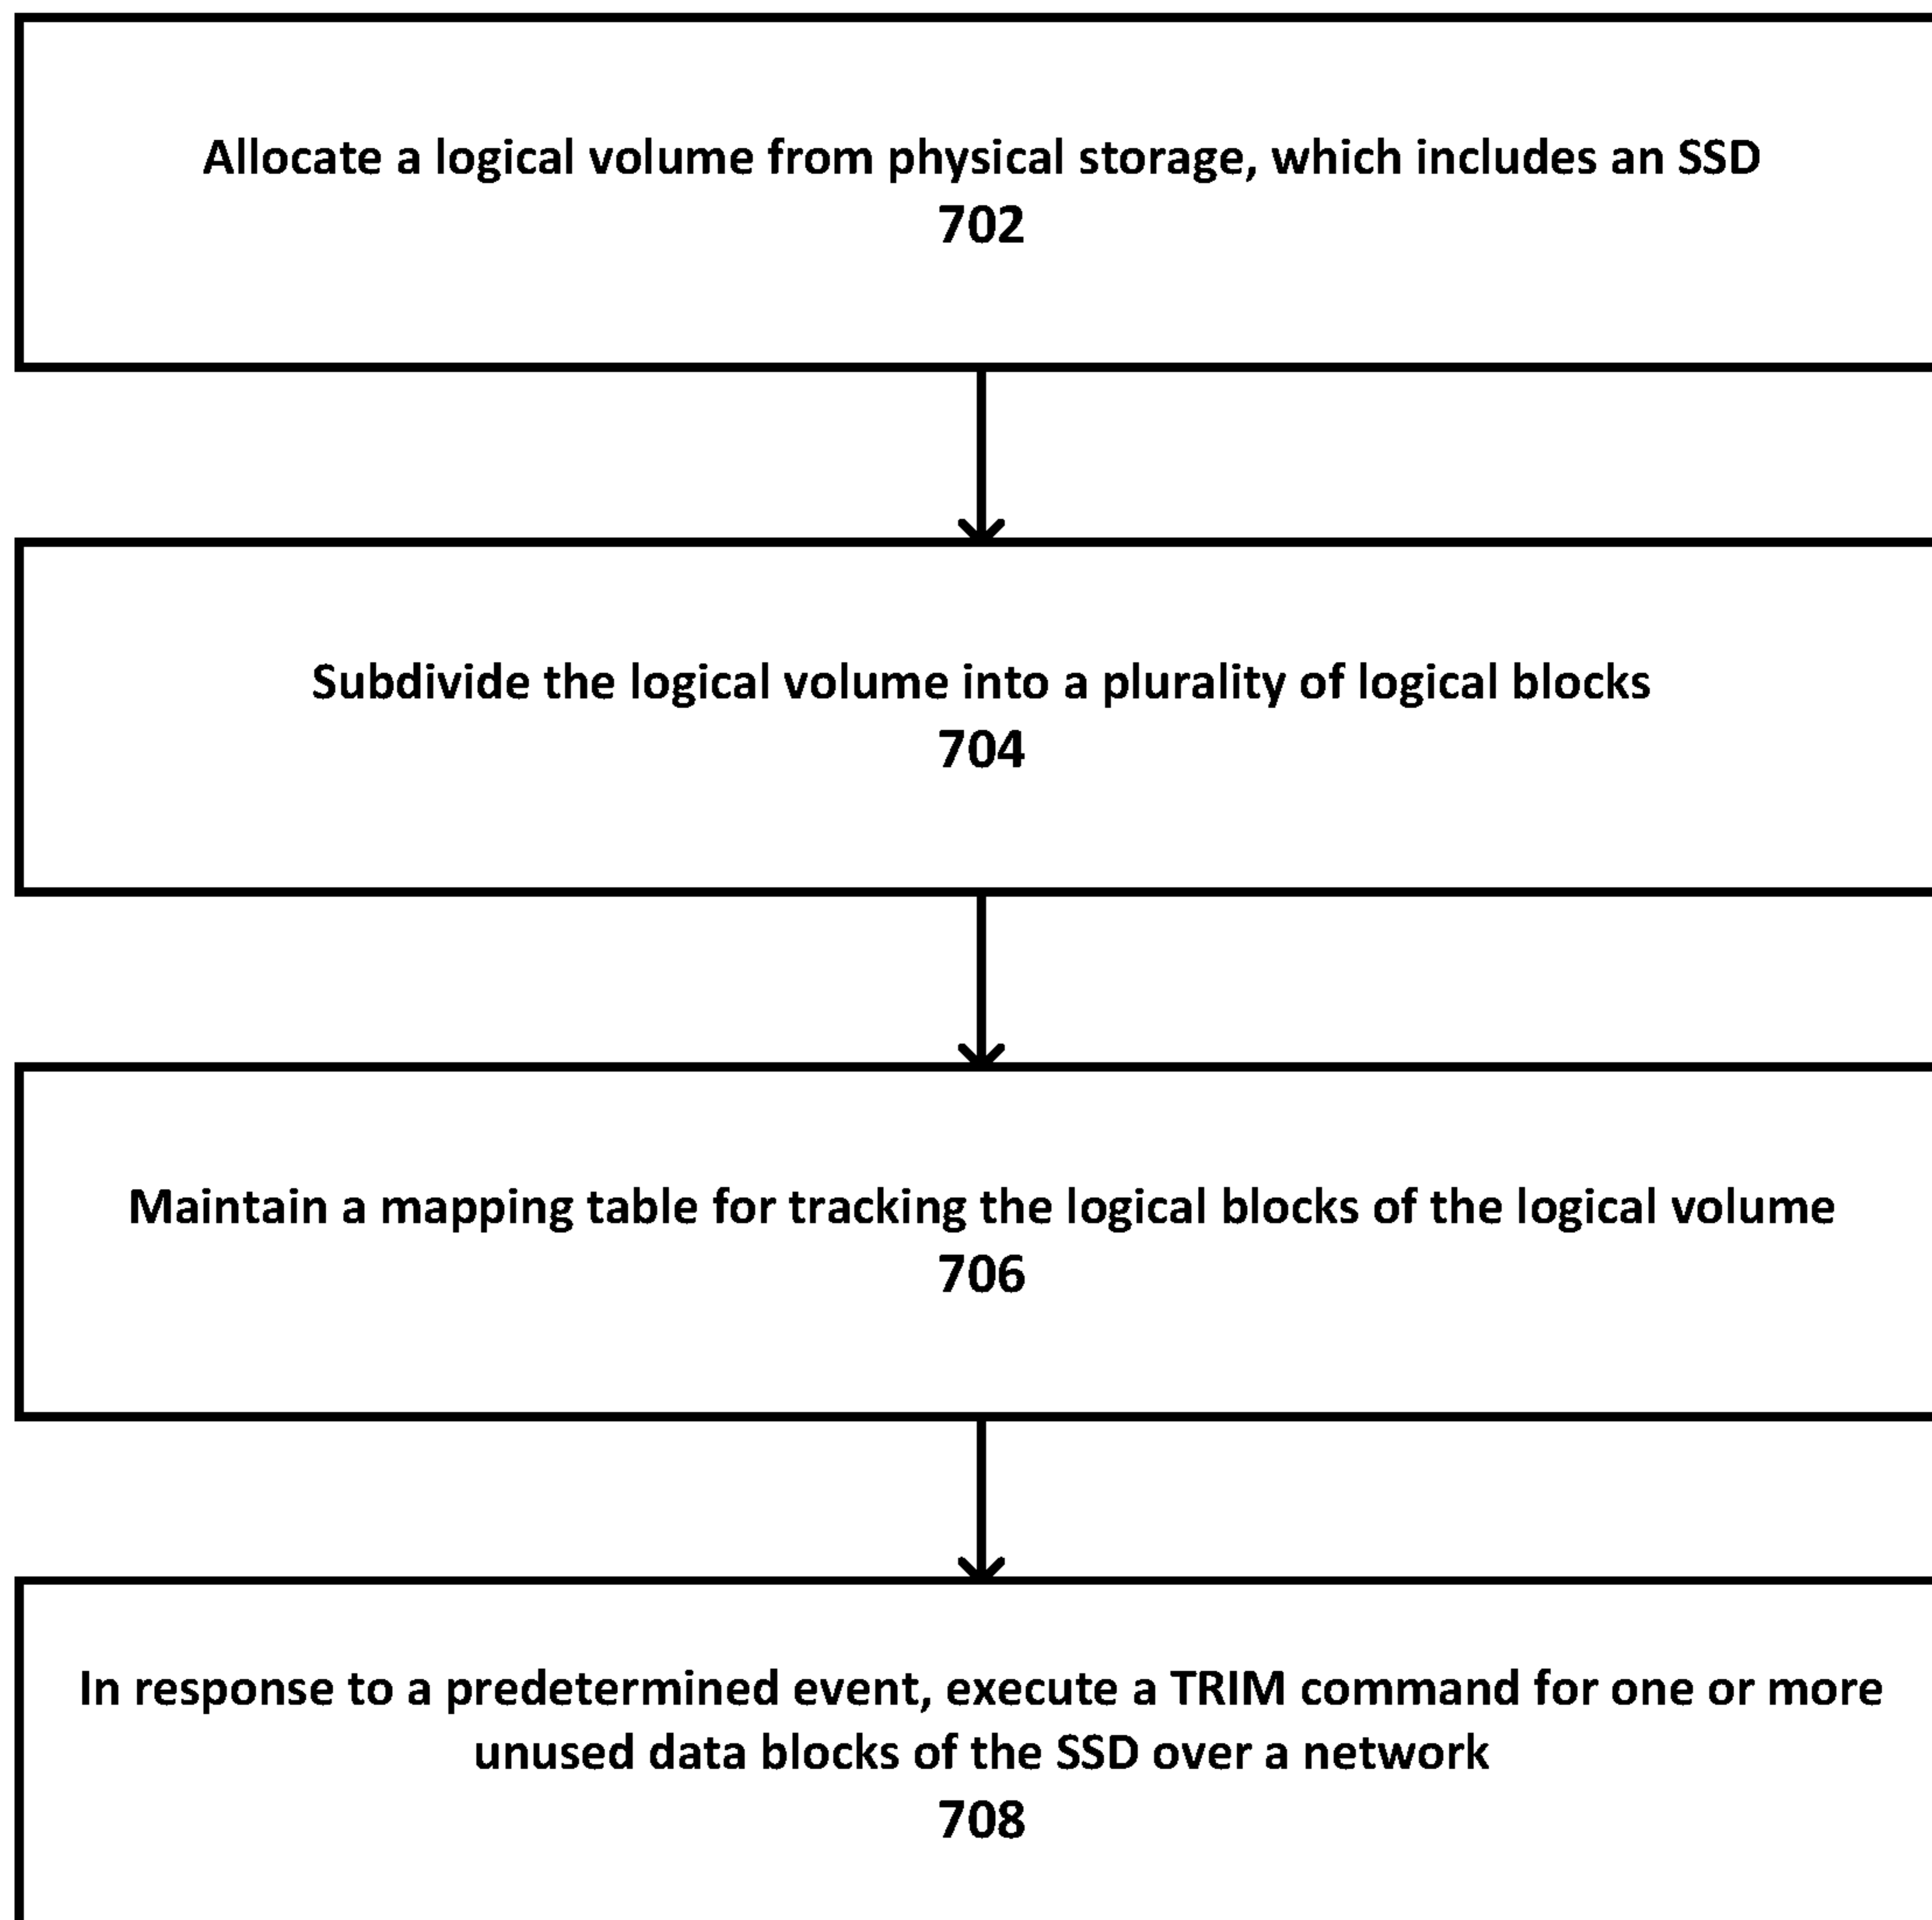 Allocate a logical volume from physical storage, which includes an SSD
702
Subdivide the logical volume into a plurality of logical blocks
704
Maintain a mapping table for tracking the logical blocks of the logical volume
706
In response to a predetermined event, execute a TRIM command for one or more
unused data blocks of the SSD over a network
708